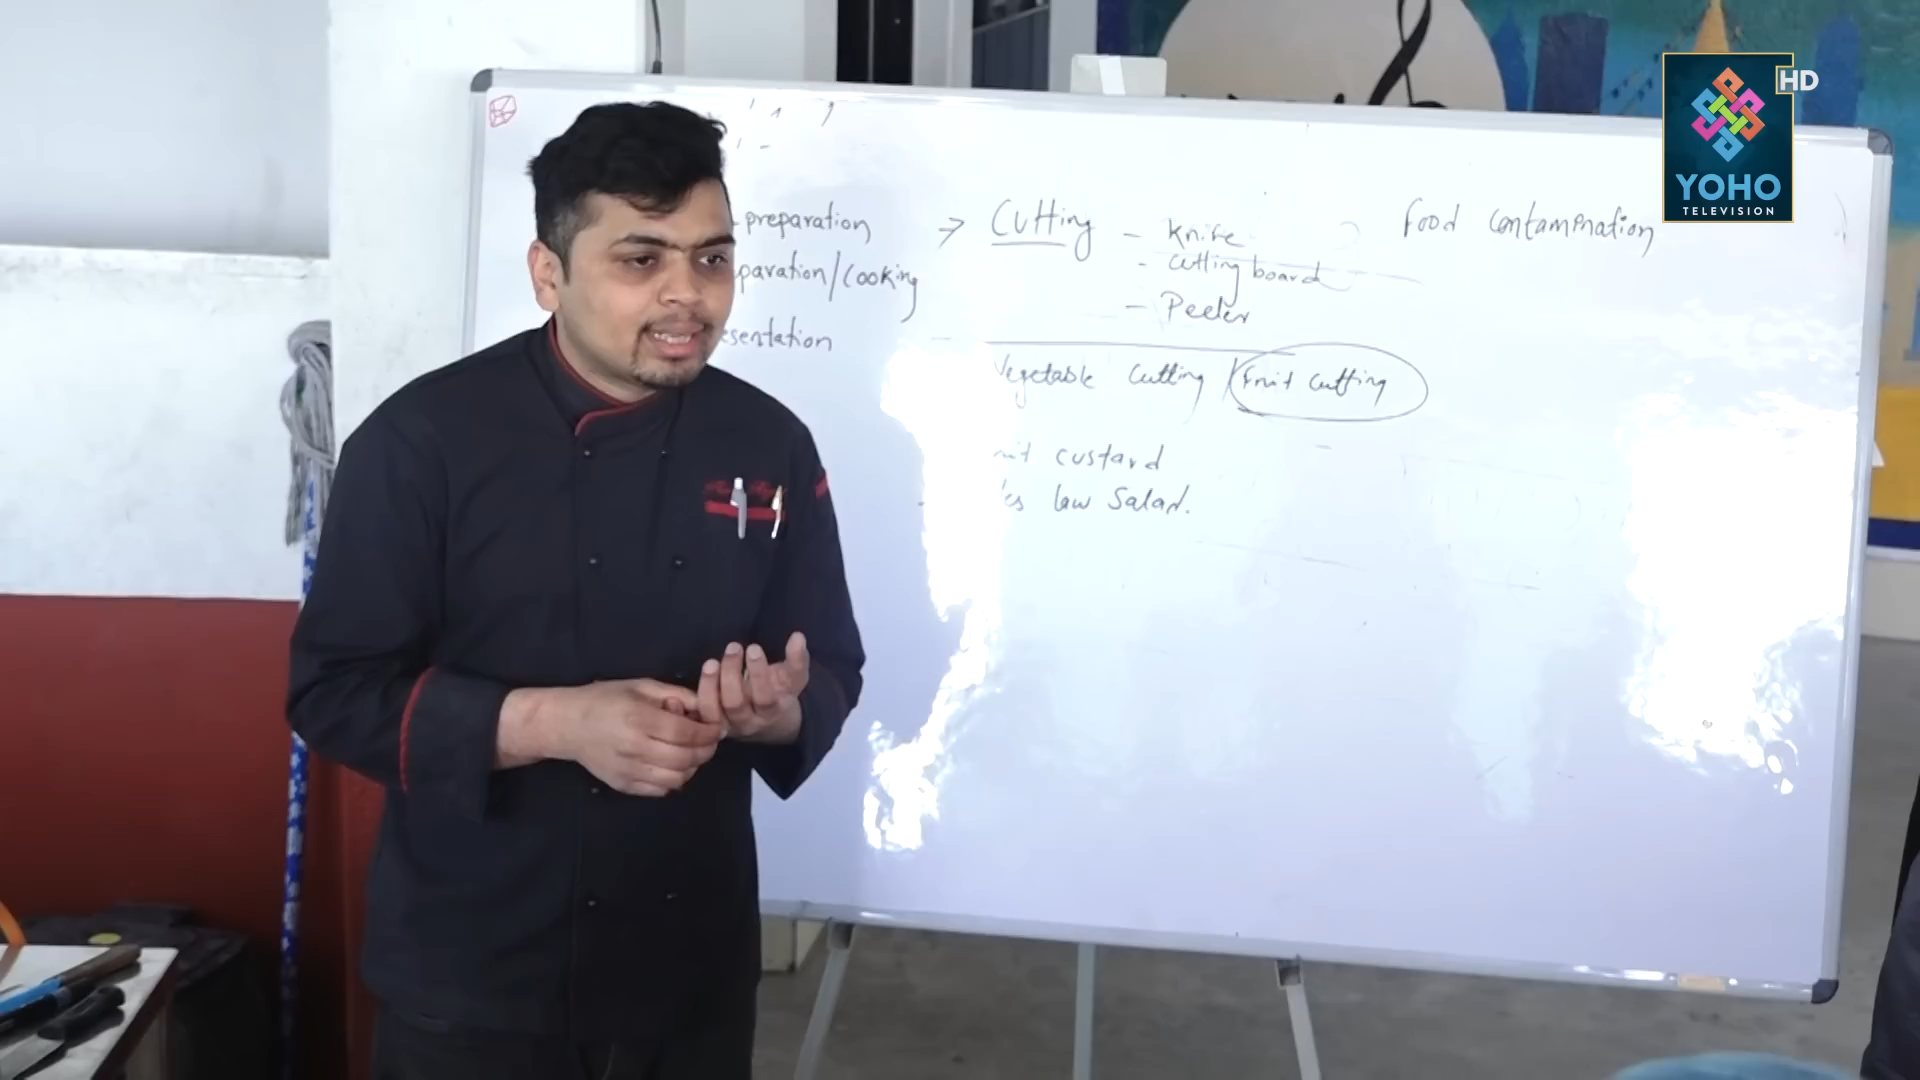 preparation
paration/cooking
sentation
→ Cutting - Knife
- cutting board
- Peeler
Food contamination
Vegetable cutting / Fruit cutting
custard
law Salad.
HD
YOHO
TELEVISION